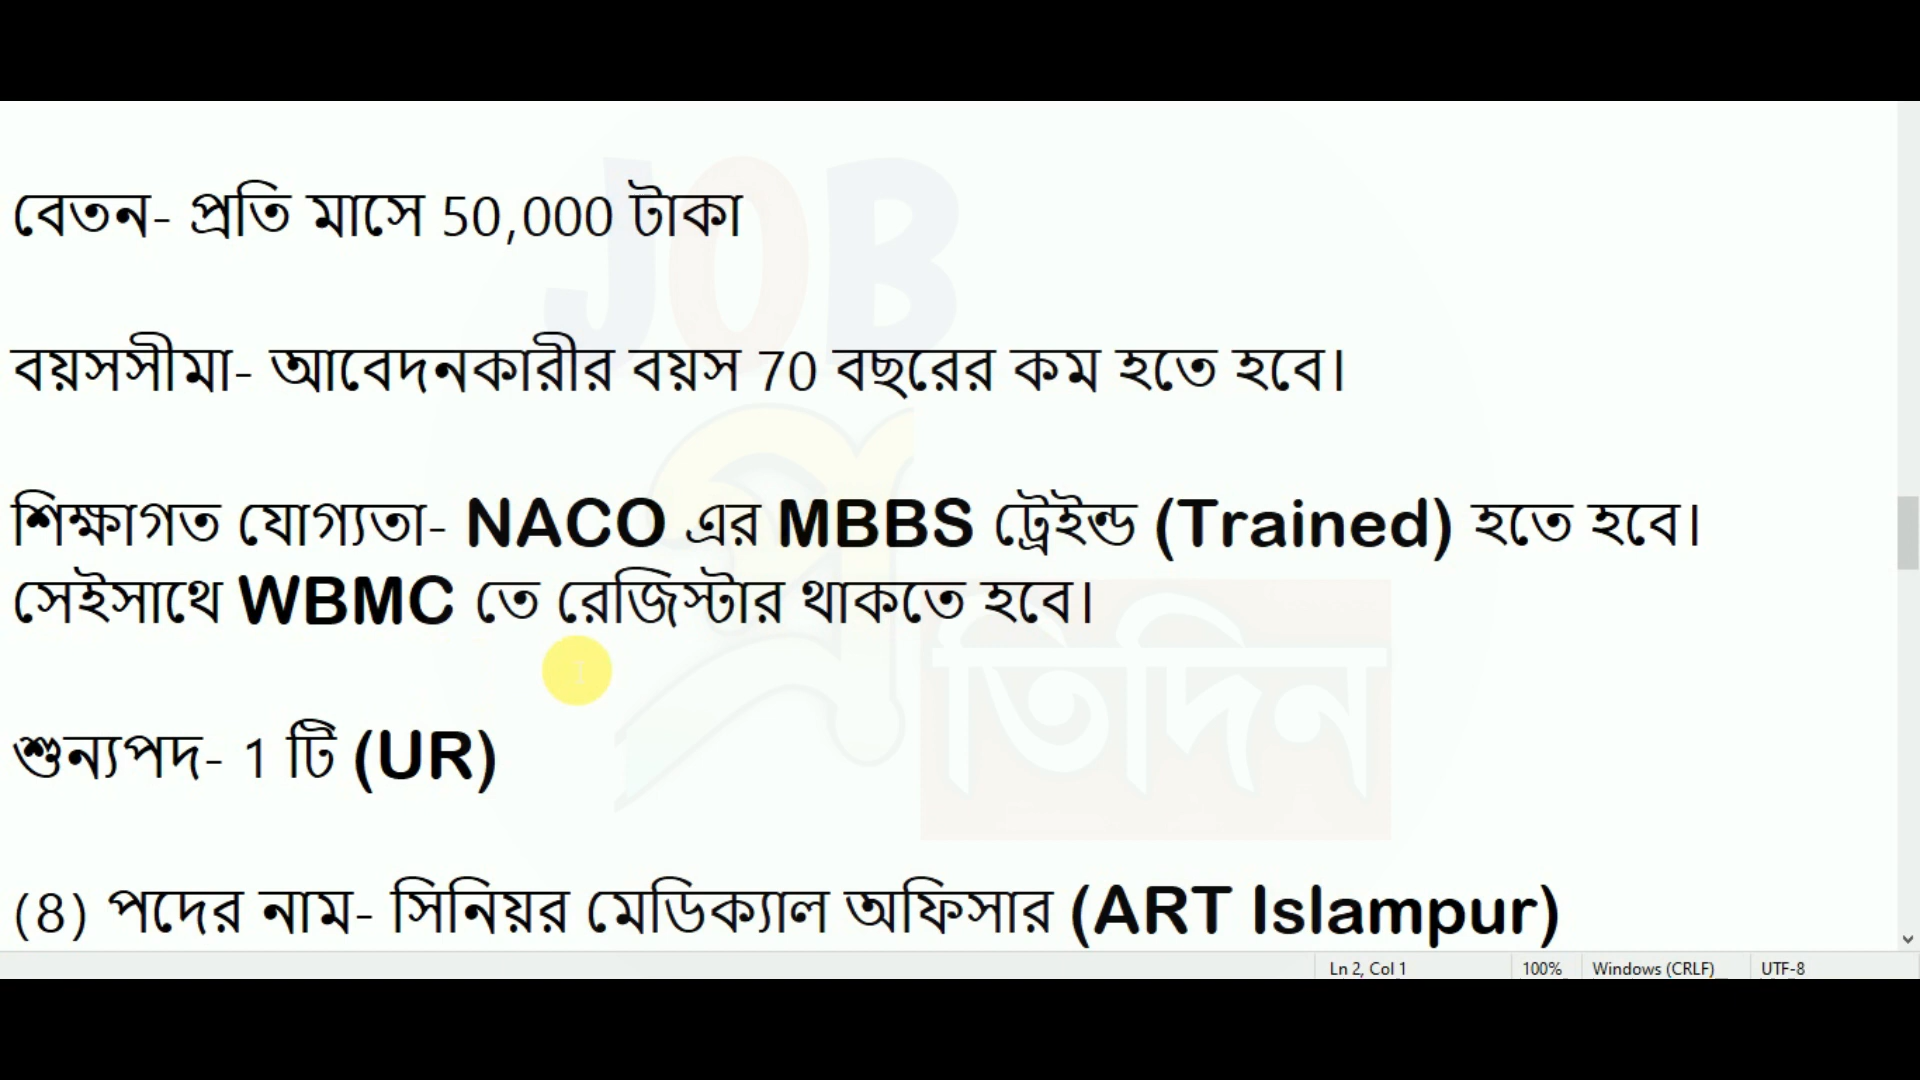 বেতন- প্রতি মাসে 50,000 টাকা
বয়সসীমা- আবেদনকারীর বয়স 70 বছরের কম হতে হবে।
শিক্ষাগত যোগ্যতা- NACO এর MBBS ট্রেইন্ড (Trained) হতে হবে।
সেইসাথে WBMC তে রেজিস্টার থাকতে হবে।
শুন্যপদ- 1 টি (UR)
(8) পদের নাম- সিনিয়র মেডিক্যাল অফিসার (ART Islampur)
Ln 2, Col 1 100% Windows (CRLF) UTF-8
JOB
প্রতিদিন